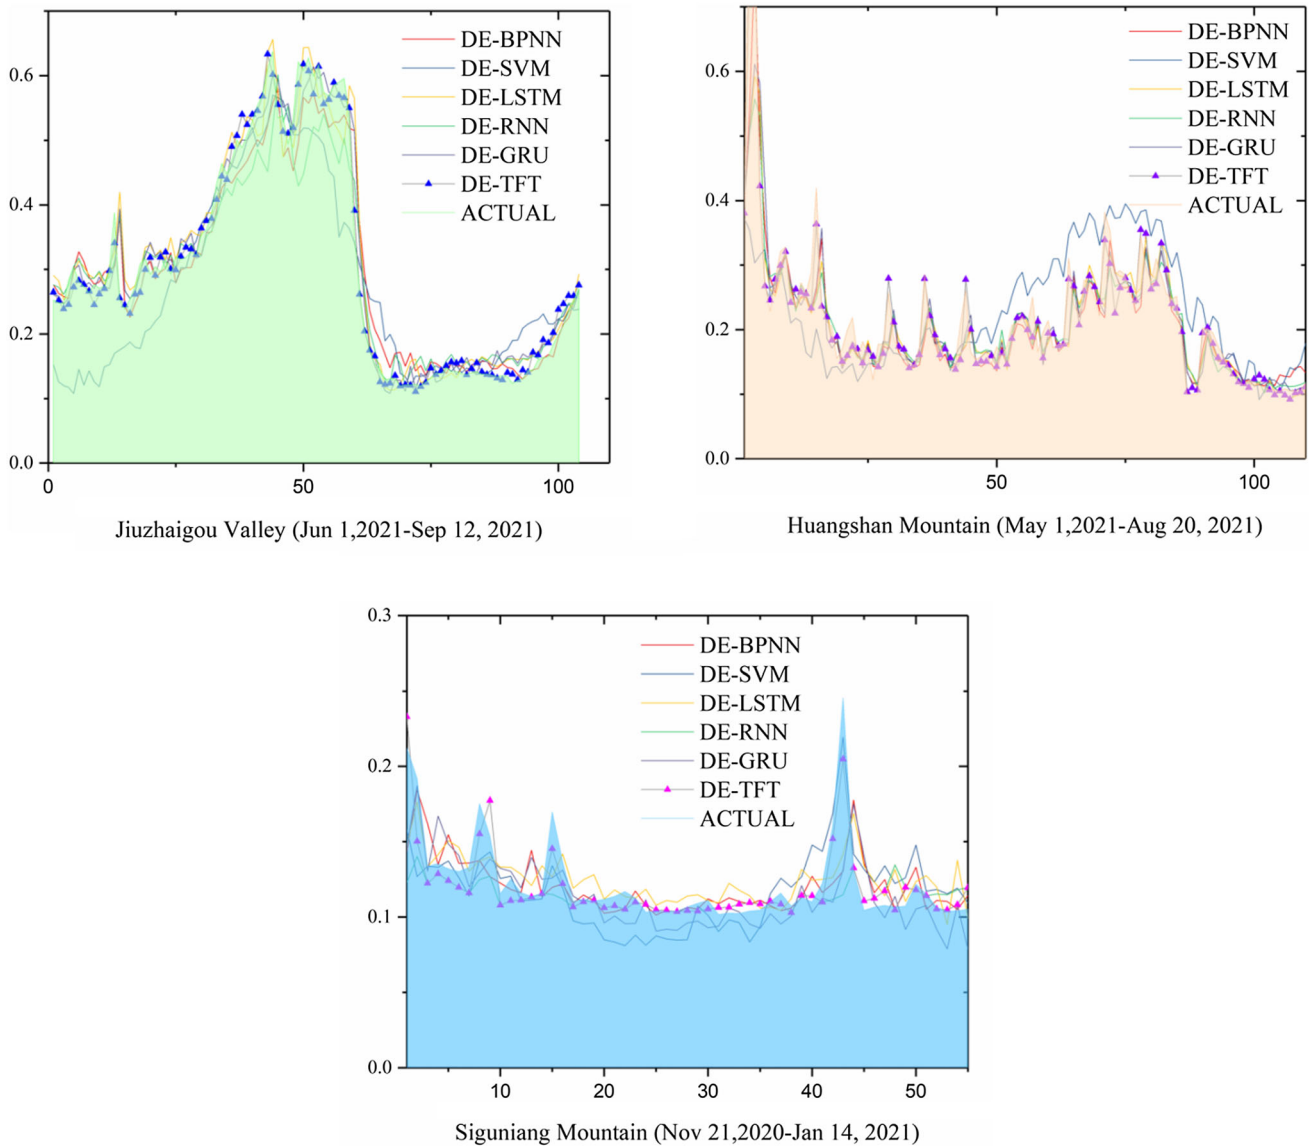 DE-BPNN
DE-SVM
DE-LSTM
DE-RNN
DE-GRU
DE-TFT
ACTUAL
0.6
0.4
0.2
0.0
0
50
100
Jiuzhaigou Valley (Jun 1,2021-Sep 12, 2021)
DE-BPNN
DE-SVM
DE-LSTM
DE-RNN
DE-GRU
DE-TFT
ACTUAL
0.6
0.4
0.2
0.0
50
100
Huangshan Mountain (May 1,2021-Aug 20, 2021)
0.3
DE-BPNN
DE-SVM
DE-LSTM
DE-RNN
DE-GRU
DE-TFT
ACTUAL
0.2
0.1
0.0
10
20
30
40
50
Siguniang Mountain (Nov 21,2020-Jan 14, 2021)